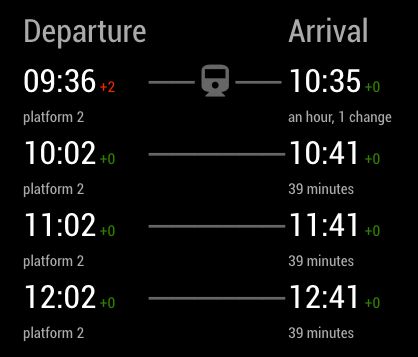 Departure Arrival
09:36 +2 10:35 +0
platform 2 an hour, 1 change
10:02 +0 10:41 +0
platform 2 39 minutes
11:02 +0 11:41 +0
platform 2 39 minutes
12:02 +0 12:41 +0
platform 2 39 minutes